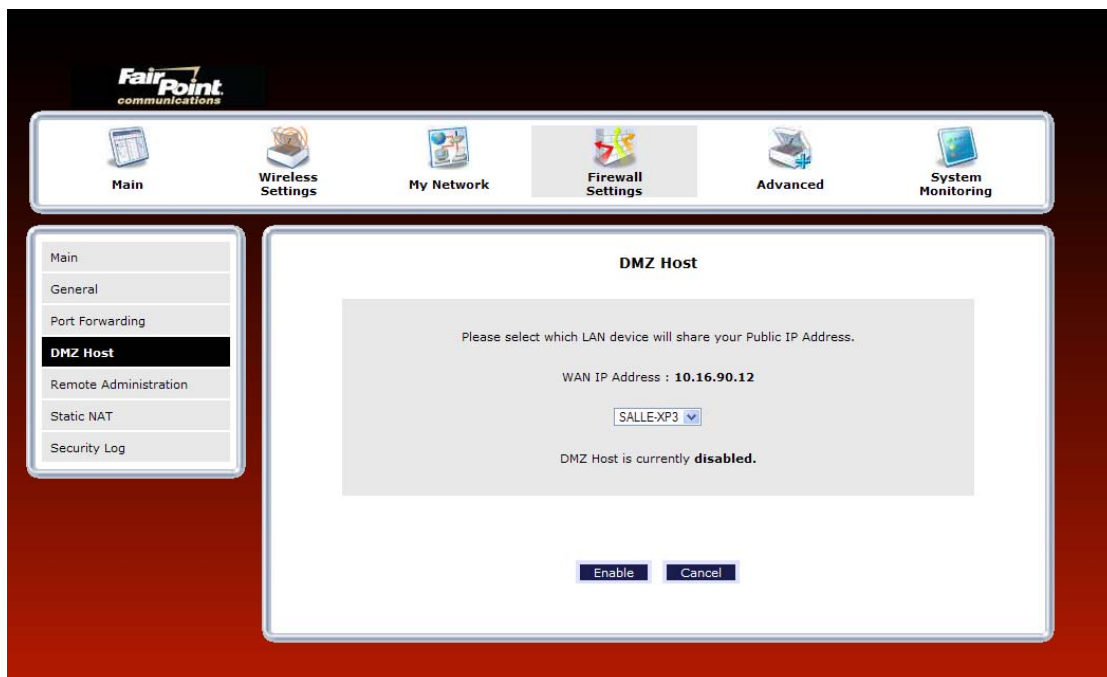 FairPoint.
communications
Main
Wireless
Settings
My Network
Firewall
Settings
Advanced
System
Monitoring
Main
General
Port Forwarding
DMZ Host
Remote Administration
Static NAT
Security Log
DMZ Host
Please select which LAN device will share your Public IP Address.
WAN IP Address : 10.16.90.12
SALLE-XP3
DMZ Host is currently disabled.
Enable Cancel